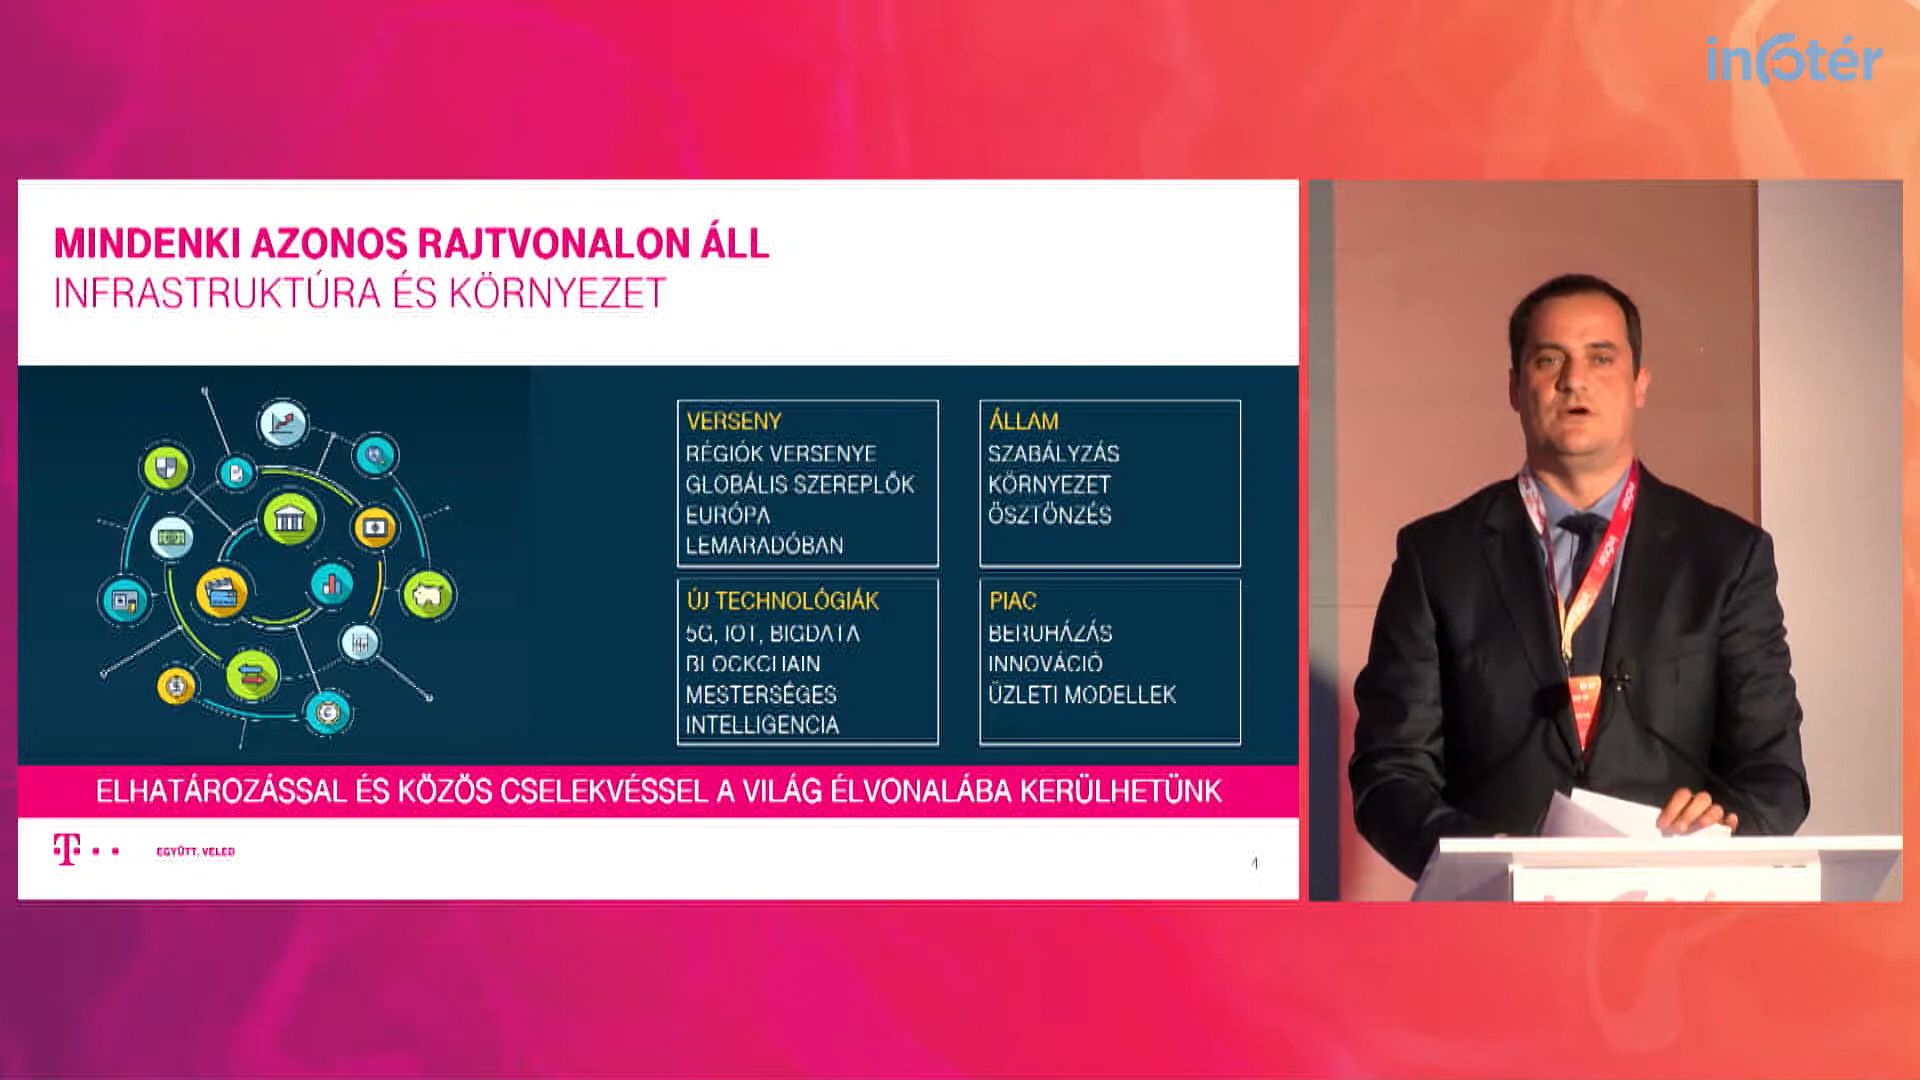 infotér
MINDENKI AZONOS RAJTVONALON ÁLL
INFRASTRUKTÚRA ÉS KÖRNYEZET
VERSENY
RÉGIÓK VERSENYE
GLOBÁLIS SZEREPLŐK
EURÓPA
LEMARADÓBAN
ÁLLAM
SZABÁLYZÁS
KÖRNYEZET
ÖSZTÖNZÉS
ÚJ TECHNOLÓGIÁK
5G, IOT, BIGDATA
BLOCKCHAIN
MESTERSÉGES
INTELLIGENCIA
PIAC
BERUHÁZÁS
INNOVÁCIÓ
ÜZLETI MODELLEK
ELHATÁROZÁSSAL ÉS KÖZÖS CSELEKVÉSSEL A VILÁG ÉLVONALÁBA KERÜLHETÜNK
T
EGYÜTT. VELED
4